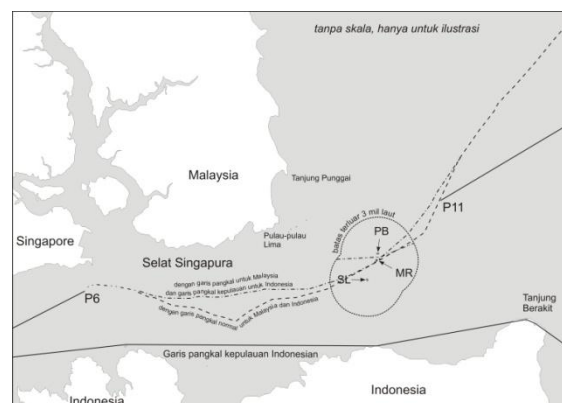 tanpa skala, hanya untuk ilustrasi
Malaysia
Tanjung Punggai
batas terluar 3 mil laut
P11
PB
Pulau-pulau
Lima
Singapore
Selat Singapura
MR
SL
dengan garis pangkal untuk Malaysia
dan garis pangkal kepulauan untuk Indonesia
P6
dengan garis pangkal normal untuk Malaysia dan Indonesia
Tanjung
Berakit
Garis pangkal kepulauan Indonesian
Indonesia
Indonesia
Indonesia